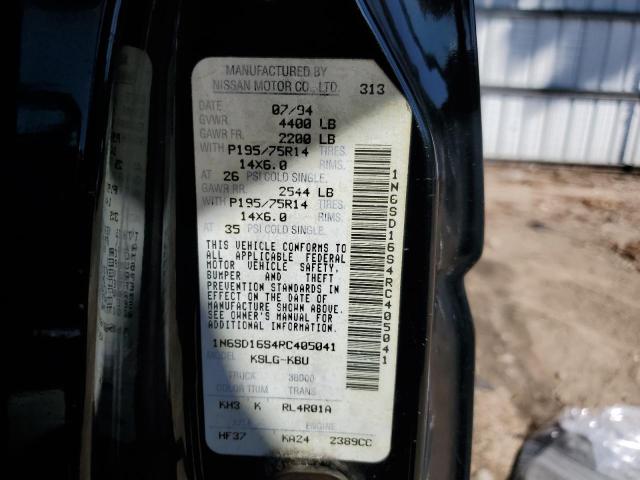 MANUFACTURED BY
NISSAN MOTOR CO., LTD. 313
DATE 07/94
GVWR 4400 LB
GAWR FR. 2200 LB
WITH P195/75R14 TIRES,
14X6.0 RIMS,
AT 26 PSI COLD SINGLE.
GAWR RR. 2544 LB
WITH P195/75R14 TIRES,
14X6.0 RIMS,
AT 35 PSI COLD SINGLE.
THIS VEHICLE CONFORMS TO
ALL APPLICABLE FEDERAL
MOTOR VEHICLE SAFETY,
BUMPER AND THEFT
PREVENTION STANDARDS IN
EFFECT ON THE DATE OF
MANUFACTURE SHOWN ABOVE.
SEE OWNER'S MANUAL FOR
ADDITIONAL INFORMATION.
1N6SD16S4RC405041
KSLG-KBU
TRUCK 38000
COLOR TRIM TRANS
KH3 K RL4R01A
AXLE ENGINE
HF37 KA24 2389CC
1N6SD16S4RC405041